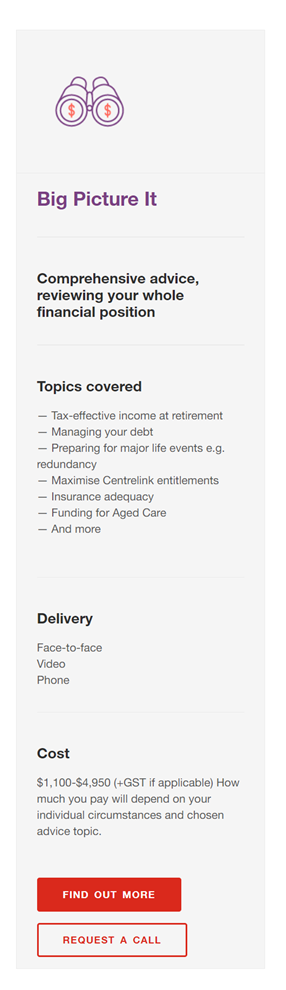 $ $
Big Picture It
Comprehensive advice,
reviewing your whole
financial position
Topics covered
— Tax-effective income at retirement
— Managing your debt
— Preparing for major life events e.g.
redundancy
— Maximise Centrelink entitlements
— Insurance adequacy
— Funding for Aged Care
— And more
Delivery
Face-to-face
Video
Phone
Cost
$1,100-$4,950 (+GST if applicable) How
much you pay will depend on your
individual circumstances and chosen
advice topic.
FIND OUT MORE
REQUEST A CALL